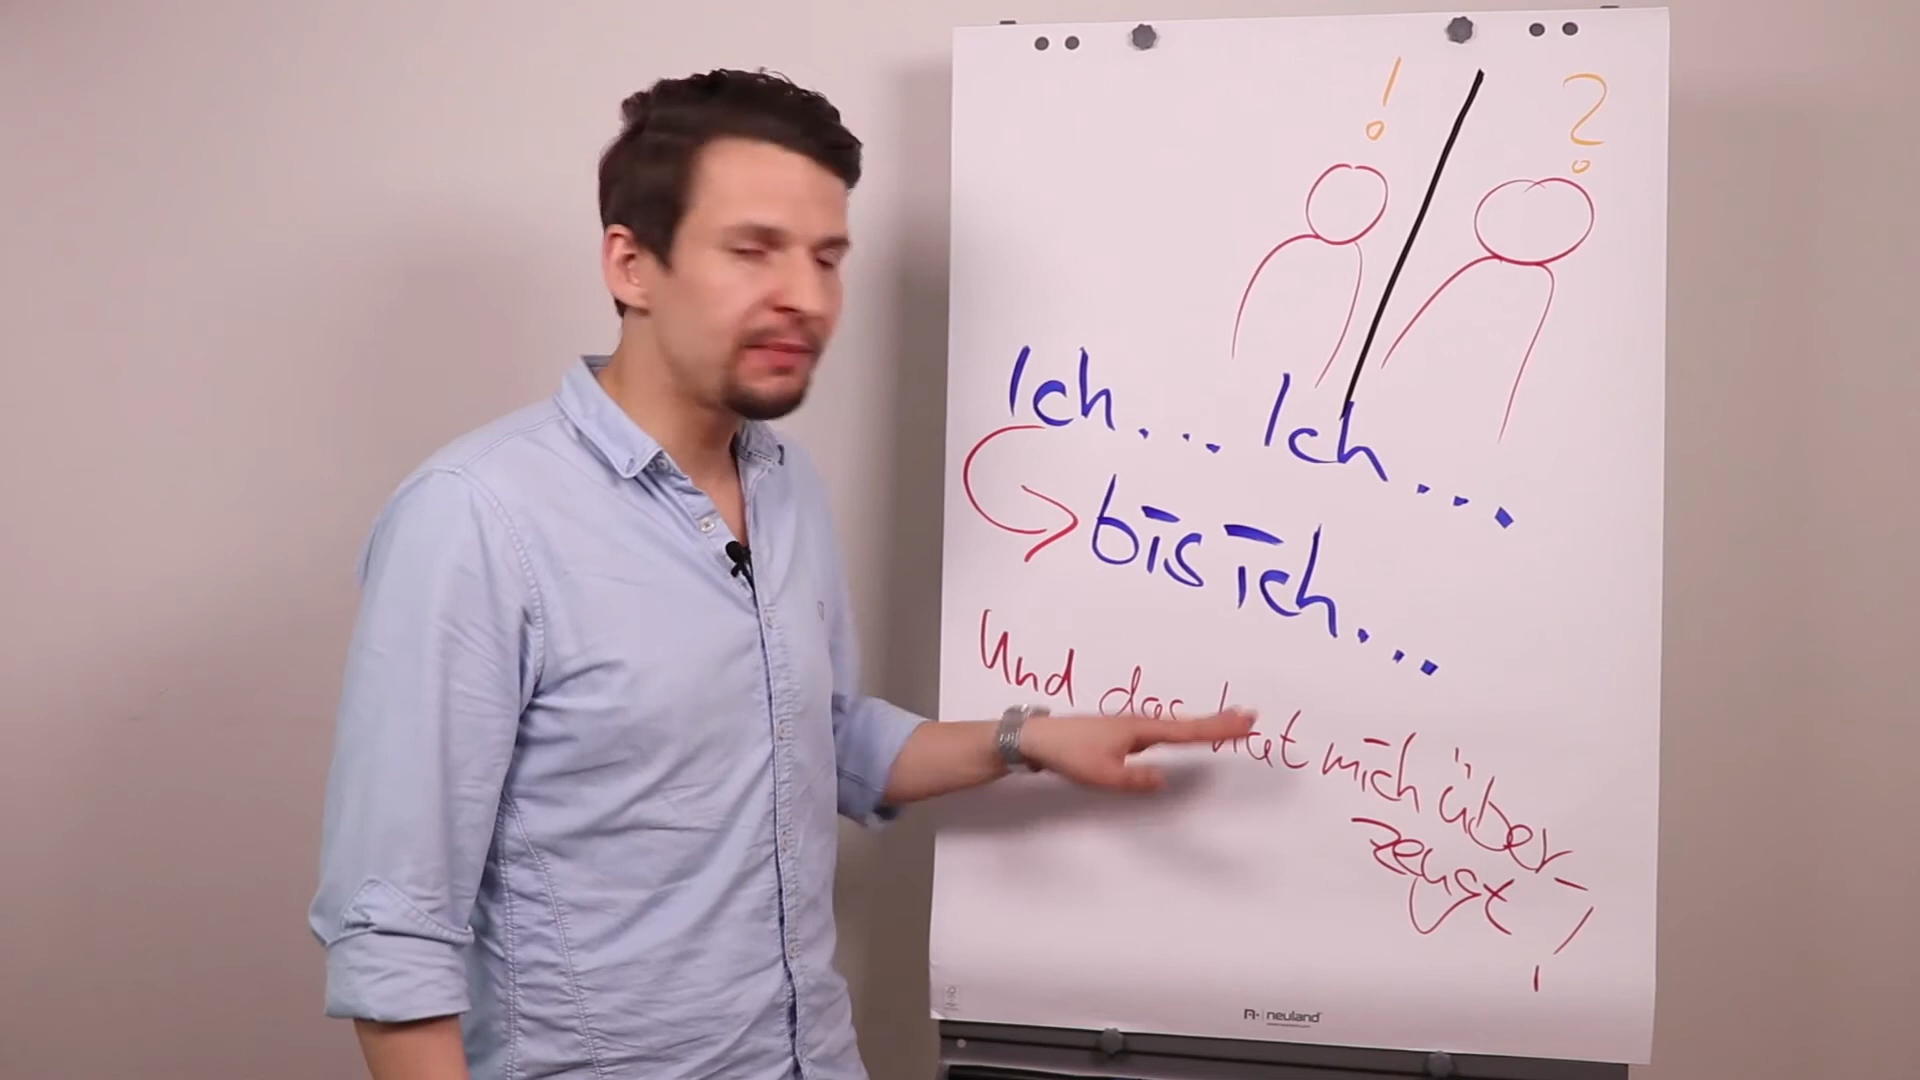 ! ?
Ich... Ich...
bis ich...
Und das hat mich über-
zeugt!
neuland